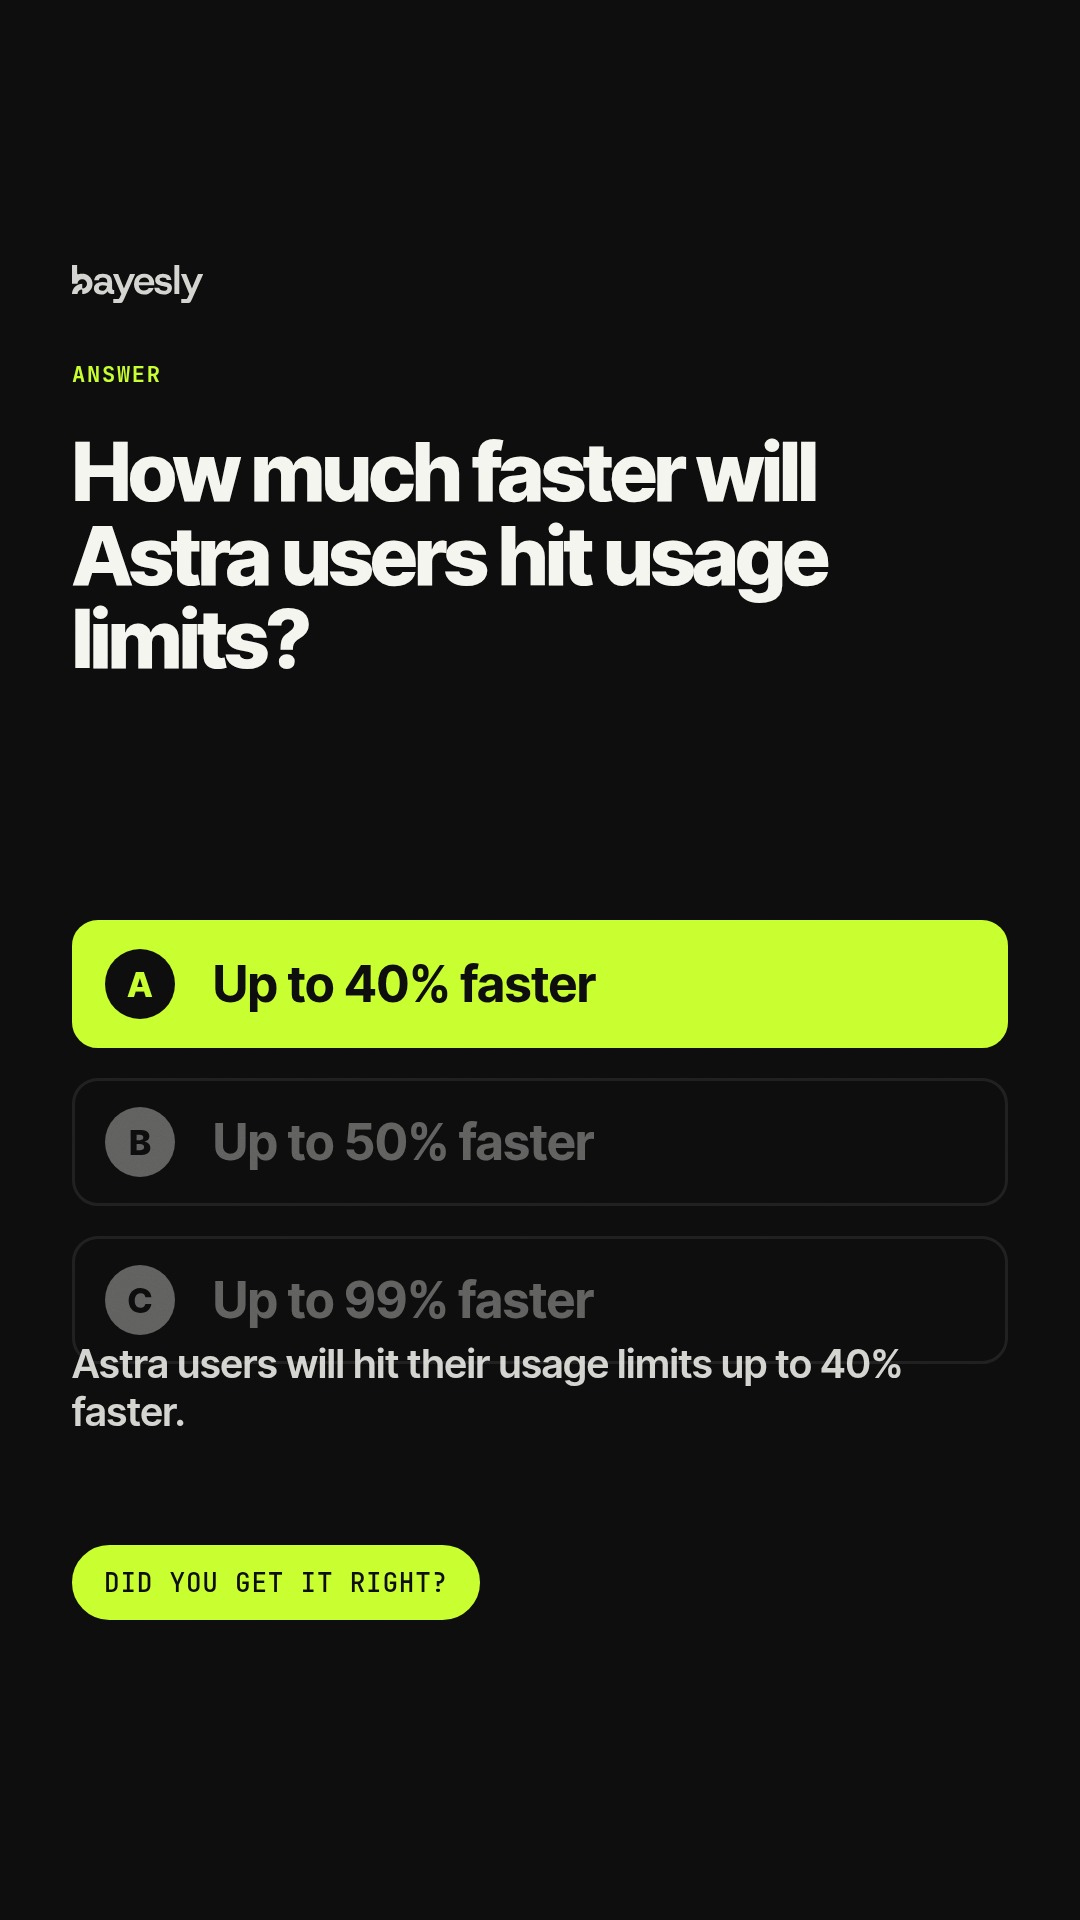 bayesly
ANSWER
How much faster will
Astra users hit usage
limits?
A Up to 40% faster
B Up to 50% faster
C Up to 99% faster
Astra users will hit their usage limits up to 40%
faster.
DID YOU GET IT RIGHT?